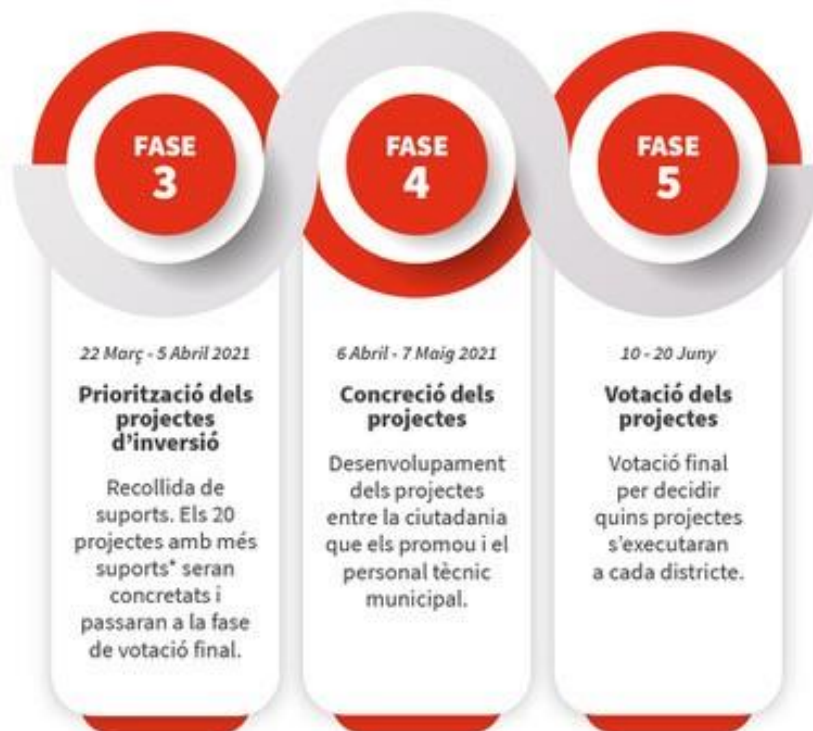 FASE
3
22 Març - 5 Abril 2021
Priorització dels
projectes
d'inversió
Recollida de
suports. Els 20
projectes amb més
suports* seran
concretats i
passaran a la fase
de votació final.
FASE
4
6 Abril - 7 Maig 2021
Concreció dels
projectes
Desenvolupament
dels projectes
entre la ciutadania
que els promou i el
personal tècnic
municipal.
FASE
5
10 - 20 Juny
Votació dels
projectes
Votació final
per decidir
quins projectes
s'executaran
a cada districte.